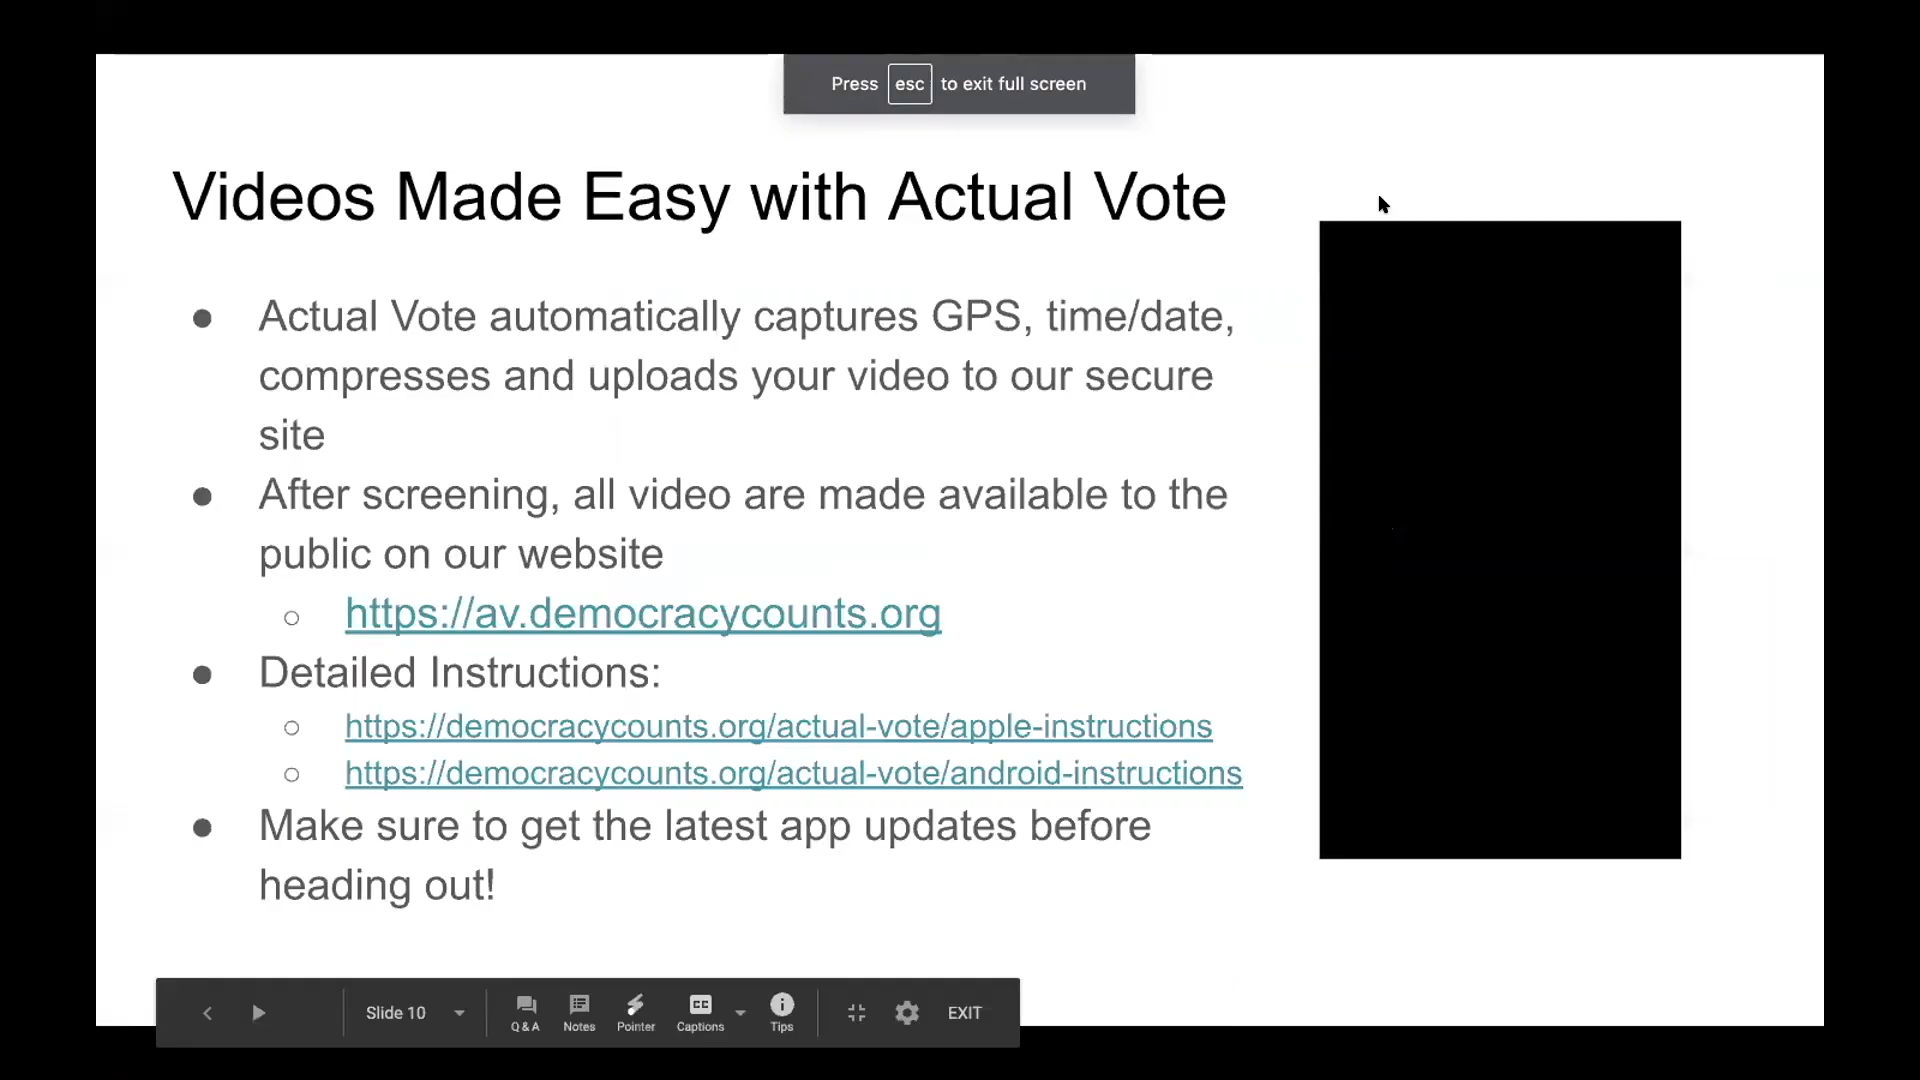 Press esc to exit full screen
Videos Made Easy with Actual Vote
● Actual Vote automatically captures GPS, time/date,
compresses and uploads your video to our secure
site
● After screening, all video are made available to the
public on our website
○ https://av.democracycounts.org
● Detailed Instructions:
○ https://democracycounts.org/actual-vote/apple-instructions
○ https://democracycounts.org/actual-vote/android-instructions
● Make sure to get the latest app updates before
heading out!
Slide 10 Q & A Notes Pointer CC Captions Tips EXIT